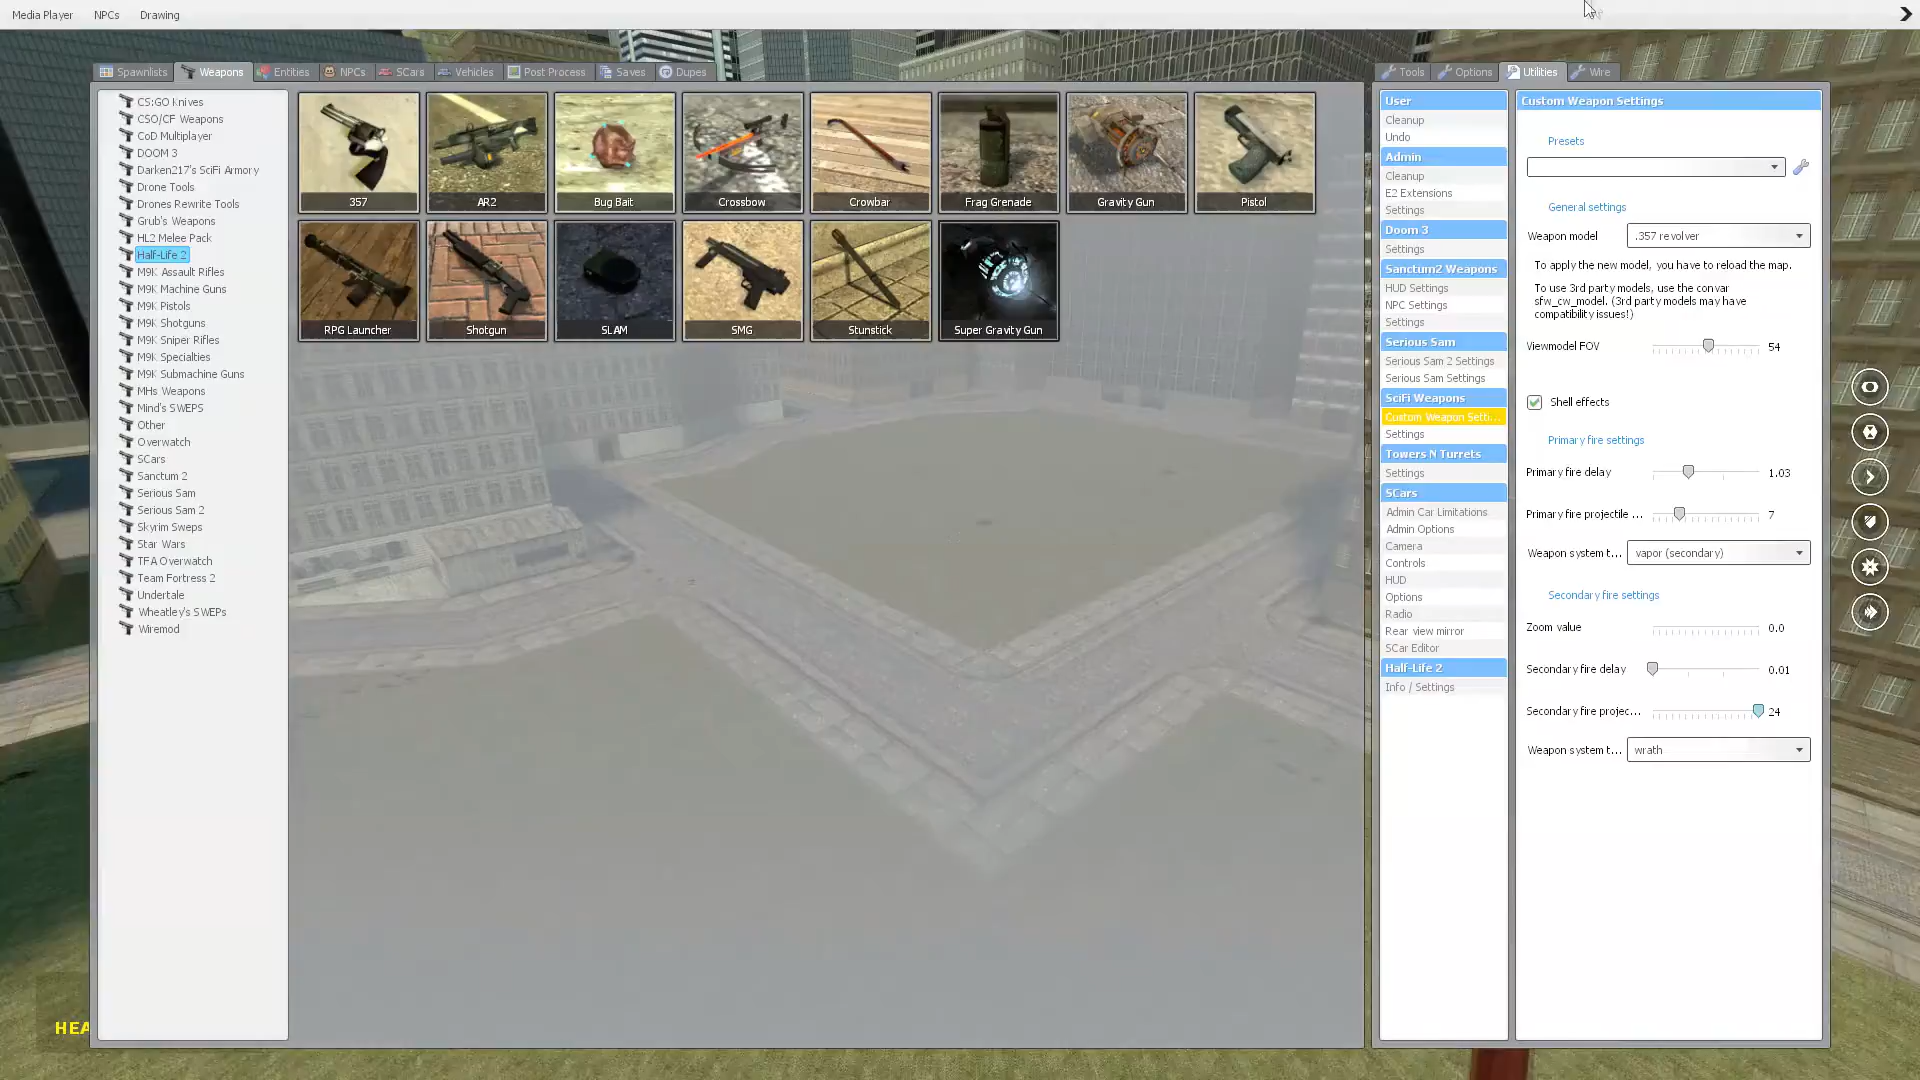 Media Player NPCs Drawing
Spawnlists Weapons Entities NPCs SCars Vehicles Post Process Saves Dupes
Tools Options Utilities Wire
CS:GO Knives
CSO/CF Weapons
CoD Multiplayer
DOOM 3
Darken217's SciFi Armory
Drone Tools
Drones Rewrite Tools
Grub's Weapons
HL2 Melee Pack
Half-Life 2
M9K Assault Rifles
M9K Machine Guns
M9K Pistols
M9K Shotguns
M9K Sniper Rifles
M9K Specialties
M9K Submachine Guns
MHs Weapons
Mind's SWEPS
Other
Overwatch
SCars
Sanctum 2
Serious Sam
Serious Sam 2
Skyrim Sweps
Star Wars
TFA Overwatch
Team Fortress 2
Undertale
Wheatley's SWEPs
Wiremod
357 AR2 Bug Bait Crossbow Crowbar Frag Grenade Gravity Gun Pistol
RPG Launcher Shotgun SLAM SMG Stunstick Super Gravity Gun
User
Cleanup
Undo
Admin
Cleanup
E2 Extensions
Settings
Doom 3
Settings
Sanctum2 Weapons
HUD Settings
NPC Settings
Settings
Serious Sam
Serious Sam 2 Settings
Serious Sam Settings
SciFi Weapons
Custom Weapon Setti...
Settings
Towers N Turrets
Settings
SCars
Admin Car Limitations
Admin Options
Camera
Controls
HUD
Options
Radio
Rear view mirror
SCar Editor
Half-Life 2
Info / Settings
Custom Weapon Settings
Presets
General settings
Weapon model .357 revolver
To apply the new model, you have to reload the map.
To use 3rd party models, use the convar
sfw_cw_model. (3rd party models may have
compatibility issues!)
Viewmodel FOV 54
Shell effects
Primary fire settings
Primary fire delay 1.03
Primary fire projectile ... 7
Weapon system t... vapor (secondary)
Secondary fire settings
Zoom value 0.0
Secondary fire delay 0.01
Secondary fire projec... 24
Weapon system t... wrath
HEA